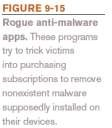 FIGURE 9-15
Rogue anti-malware
apps. These programs
try to trick victims
into purchasing
subscriptions to remove
nonexistent malware
supposedly installed on
their devices.